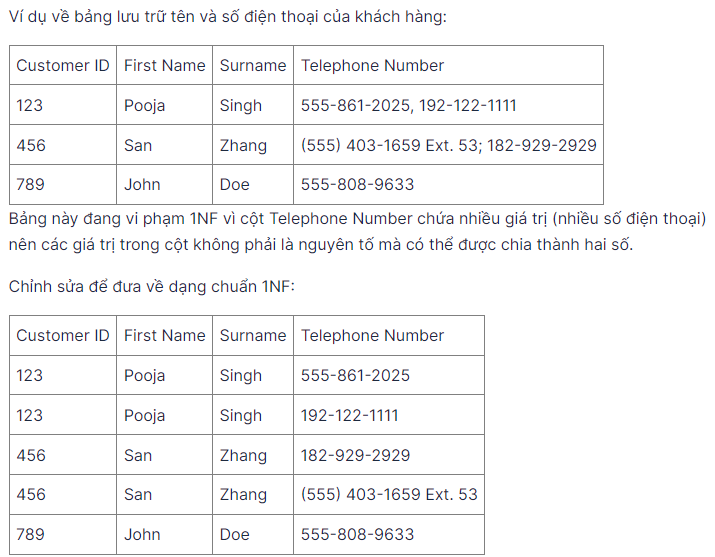 Ví dụ về bảng lưu trữ tên và số điện thoại của khách hàng:
Customer ID First Name Surname Telephone Number
123 Pooja Singh 555-861-2025, 192-122-1111
456 San Zhang (555) 403-1659 Ext. 53; 182-929-2929
789 John Doe 555-808-9633
Bảng này đang vi phạm 1NF vì cột Telephone Number chứa nhiều giá trị (nhiều số điện thoại)
nên các giá trị trong cột không phải là nguyên tố mà có thể được chia thành hai số.
Chỉnh sửa để đưa về dạng chuẩn 1NF:
Customer ID First Name Surname Telephone Number
123 Pooja Singh 555-861-2025
123 Pooja Singh 192-122-1111
456 San Zhang 182-929-2929
456 San Zhang (555) 403-1659 Ext. 53
789 John Doe 555-808-9633